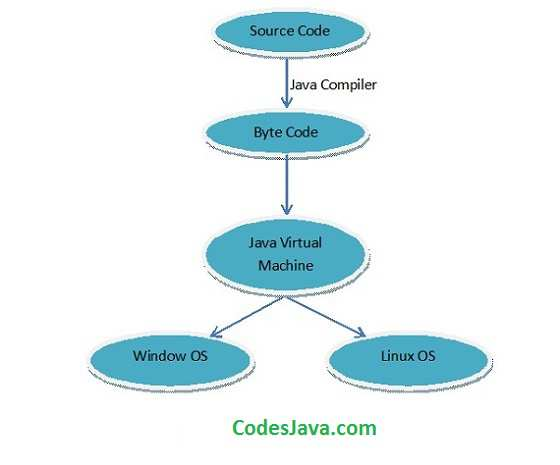 Source Code
Java Compiler
Byte Code
Java Virtual
Machine
Window OS
Linux OS
CodesJava.com